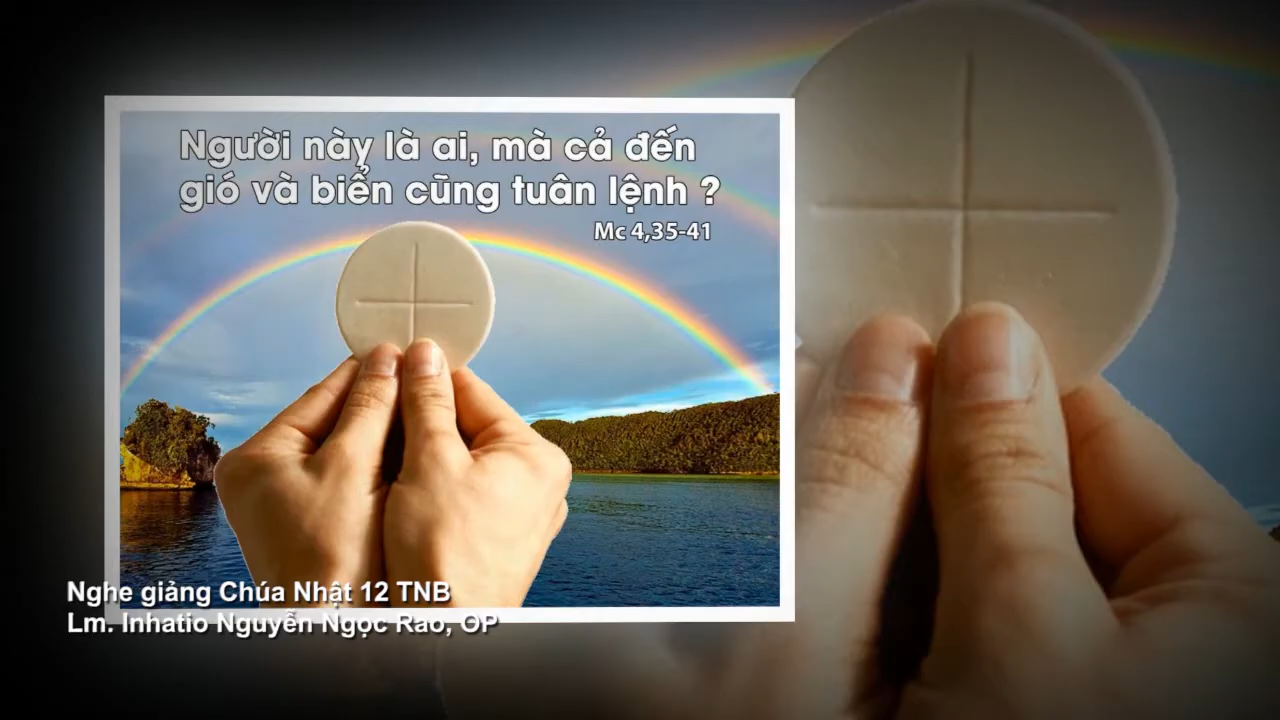 Người này là ai, mà cả đến
gió và biển cũng tuân lệnh ?
Mc 4,35-41
Nghe giảng Chúa Nhật 12 TNB
Lm. Inhatio Nguyễn Ngọc Rao, OP